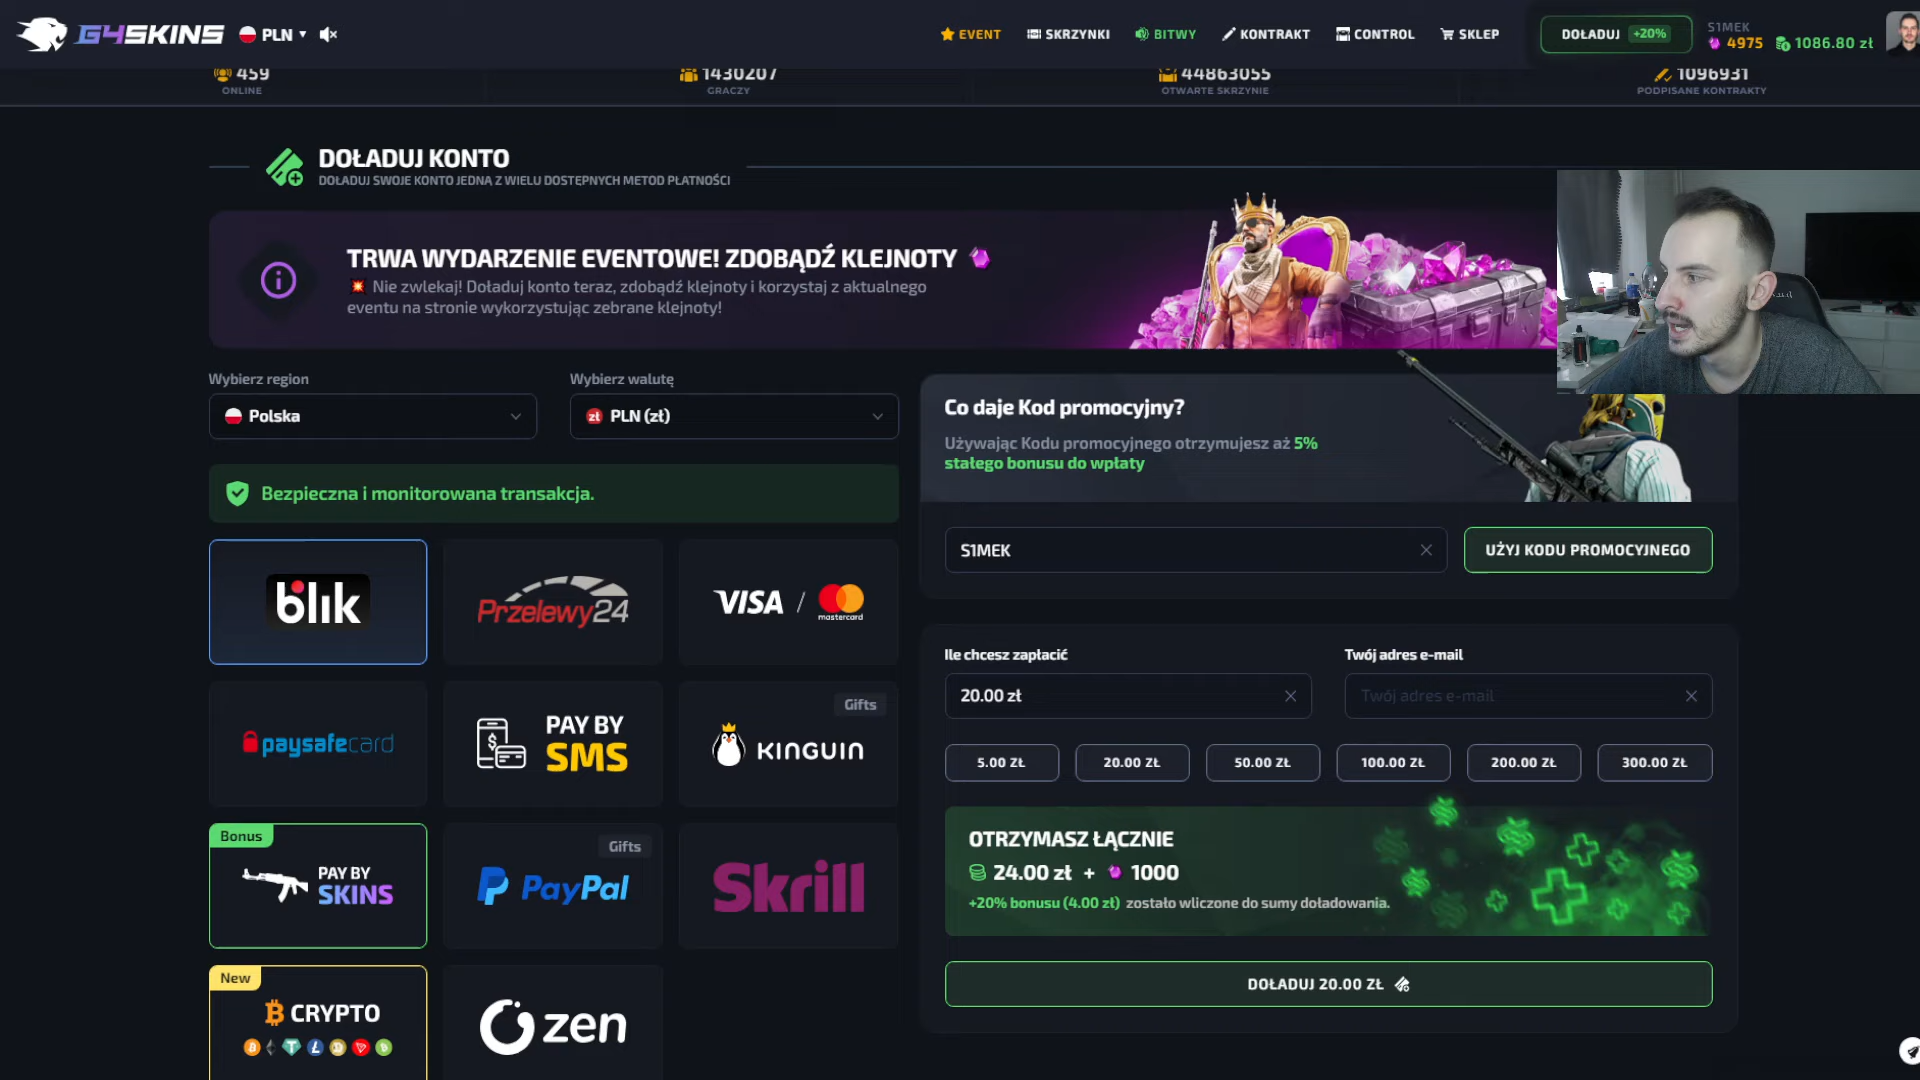 G4SKINS
PLN
EVENT
SKRZYNKI
BITWY
KONTRAKT
CONTROL
SKLEP
DOŁADUJ +20%
S1MEK
4975
1086.80 zł
459
ONLINE
1430207
GRACZY
44863055
OTWARTE SKRZYNIE
1096931
PODPISANE KONTRAKTY
DOŁADUJ KONTO
DOŁADUJ SWOJE KONTO JEDNĄ Z WIELU DOSTĘPNYCH METOD PŁATNOŚCI
TRWA WYDARZENIE EVENTOWE! ZDOBĄDŹ KLEJNOTY
Nie zwlekaj! Doładuj konto teraz, zdobądź klejnoty i korzystaj z aktualnego
eventu na stronie wykorzystując zebrane klejnoty!
Wybierz region
Wybierz walutę
Polska
zł PLN (zł)
Bezpieczna i monitorowana transakcja.
blik
Przelewy24
VISA / mastercard
paysafecard
PAY BY
SMS
Gifts
KINGUIN
Bonus
PAY BY
SKINS
Gifts
PayPal
Skrill
New
CRYPTO
zen
Co daje Kod promocyjny?
Używając Kodu promocyjnego otrzymujesz aż 5%
stałego bonusu do wpłaty
S1MEK
UŻYJ KODU PROMOCYJNEGO
Ile chcesz zapłacić
Twój adres e-mail
20.00 zł
Twój adres e-mail
5.00 ZŁ
20.00 ZŁ
50.00 ZŁ
100.00 ZŁ
200.00 ZŁ
300.00 ZŁ
OTRZYMASZ ŁĄCZNIE
24.00 zł + 1000
+20% bonusu (4.00 zł) zostało wliczone do sumy doładowania.
DOŁADUJ 20.00 ZŁ